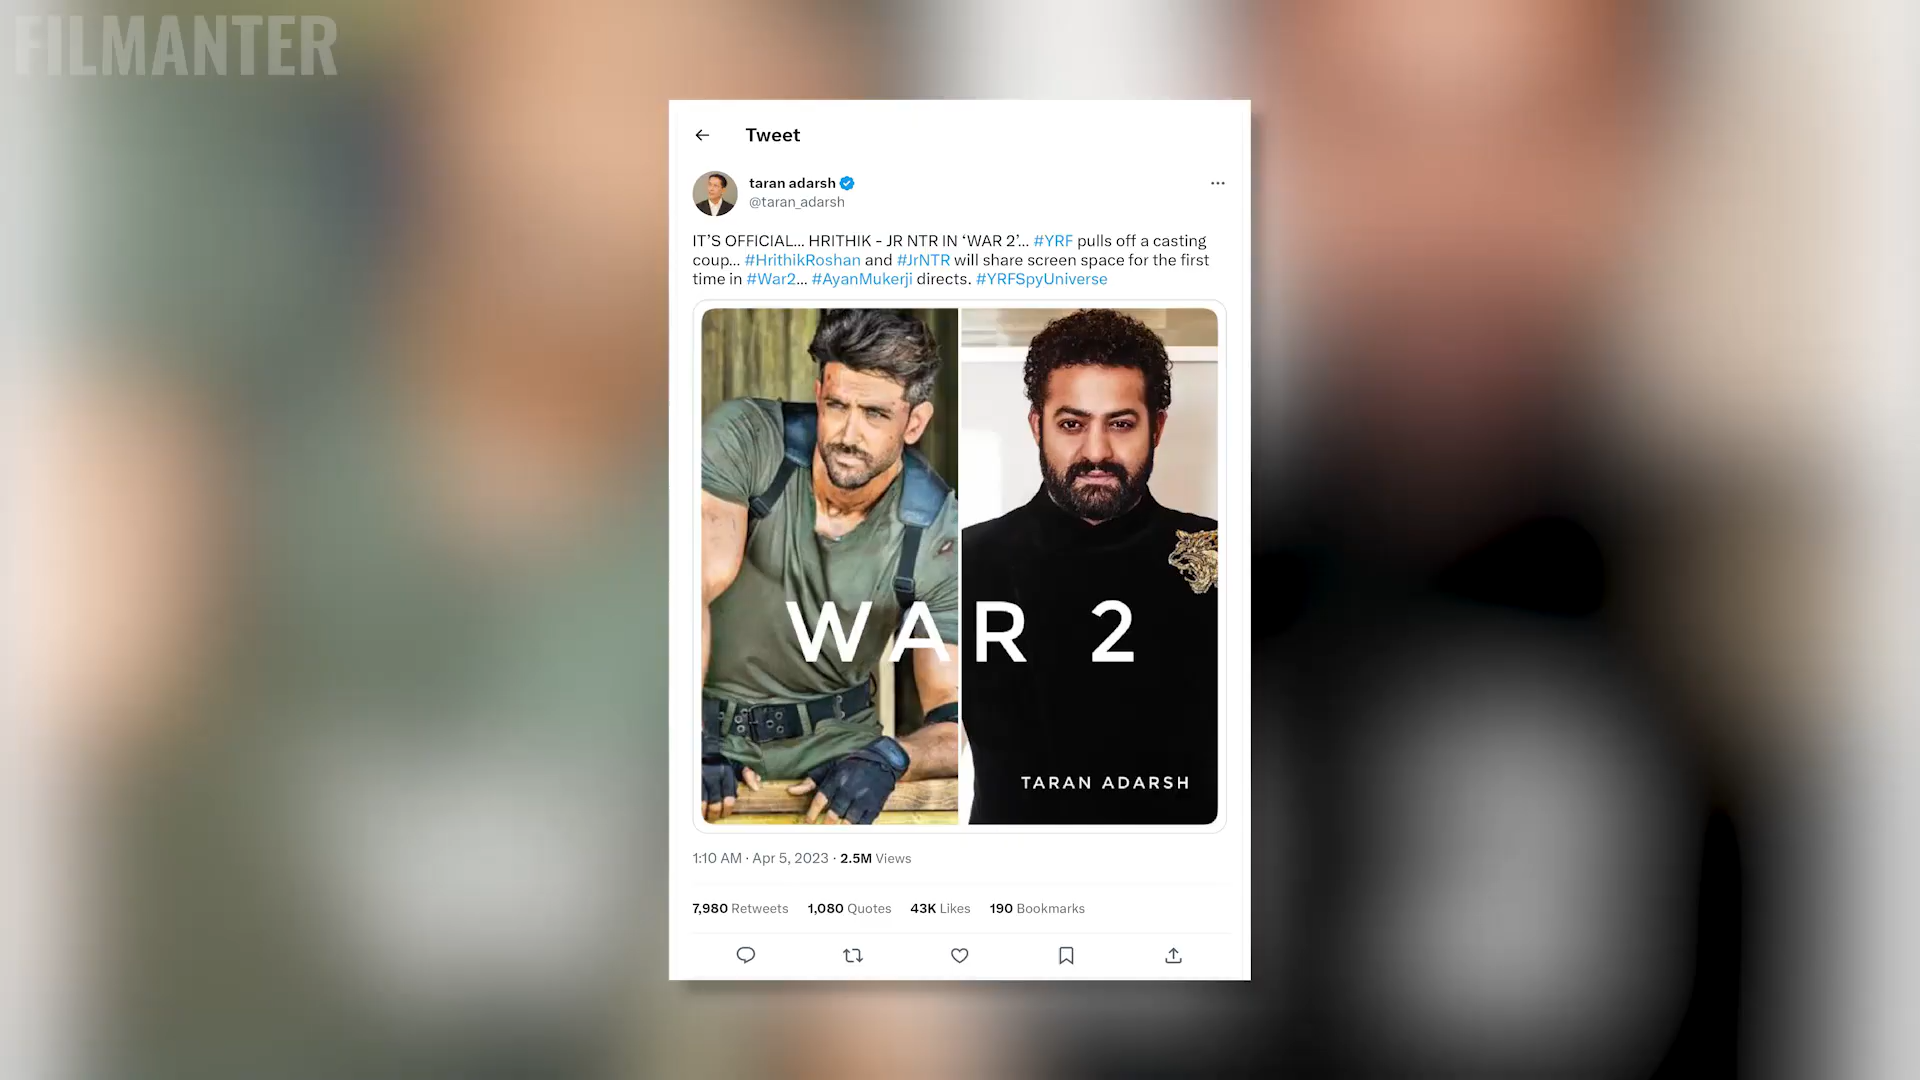 FILMANTER
Tweet
taran adarsh
@taran_adarsh
IT’S OFFICIAL... HRITHIK - JR NTR IN ‘WAR 2’... #YRF pulls off a casting
coup... #HrithikRoshan and #JrNTR will share screen space for the first
time in #War2... #AyanMukerji directs. #YRFSpyUniverse
WAR 2
TARAN ADARSH
1:10 AM · Apr 5, 2023 · 2.5M Views
7,980 Retweets 1,080 Quotes 43K Likes 190 Bookmarks